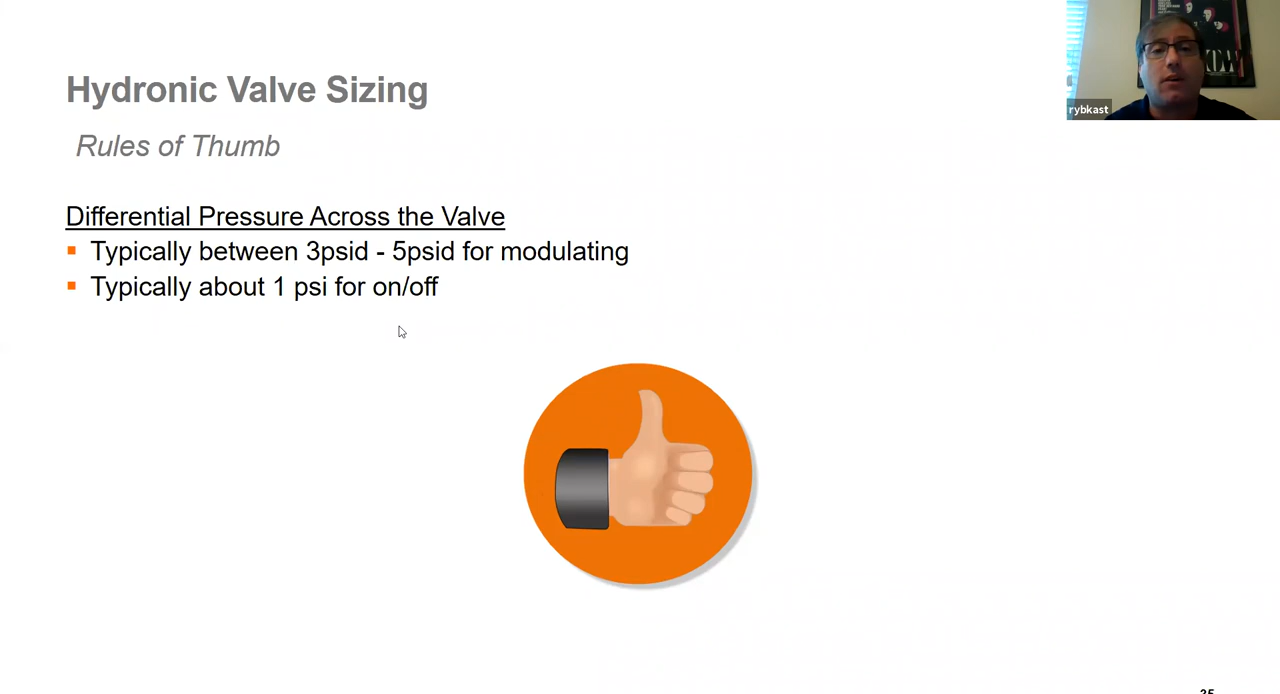 Hydronic Valve Sizing
Rules of Thumb
Differential Pressure Across the Valve
Typically between 3psid - 5psid for modulating
Typically about 1 psi for on/off
rybkast